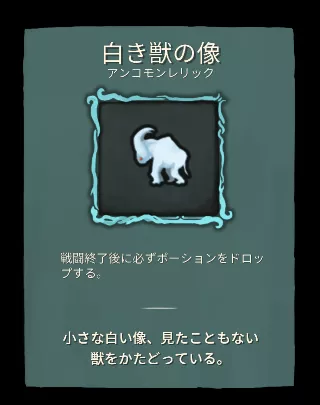 白き獣の像
アンコモンレリック
戦闘終了後に必ずポーションをドロッ
プする。
小さな白い像、見たこともない
獣をかたどっている。